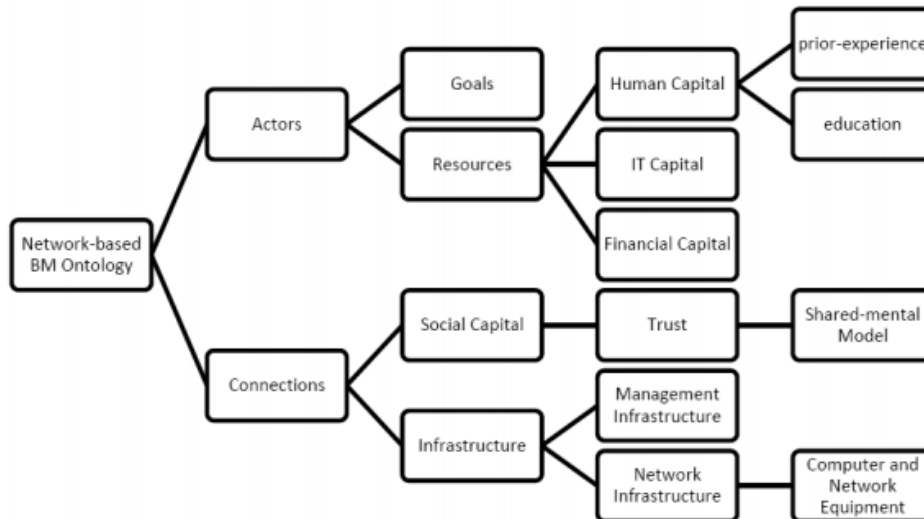 prior-experience
Goals
Human Capital
Actors
education
Resources
IT Capital
Network-based
BM Ontology
Financial Capital
Social Capital
Trust
Shared-mental
Model
Connections
Management
Infrastructure
Infrastructure
Network
Infrastructure
Computer and
Network
Equipment